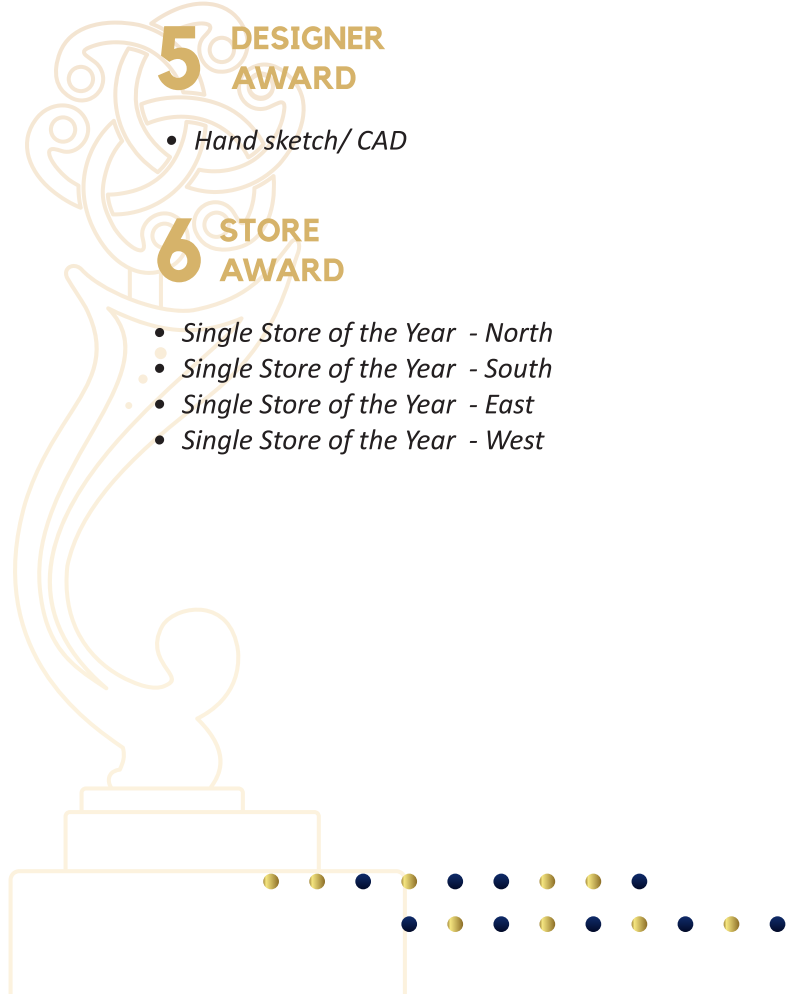 5 DESIGNER
AWARD
• Hand sketch/ CAD
6 STORE
AWARD
• Single Store of the Year - North
• Single Store of the Year - South
• Single Store of the Year - East
• Single Store of the Year - West